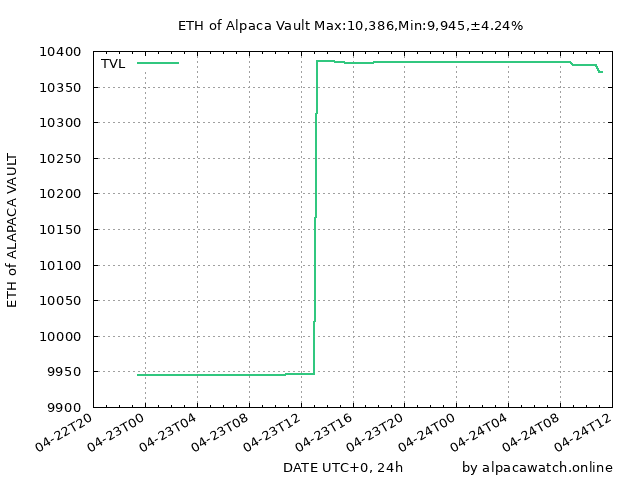 ETH of Alpaca Vault Max:10,386,Min:9,945,±4.24%
TVL
10400
10350
10300
10250
10200
10150
10100
10050
10000
9950
9900
ETH of ALAPACA VAULT
04-22T20
04-23T00
04-23T04
04-23T08
04-23T12
04-23T16
04-23T20
04-24T00
04-24T04
04-24T08
04-24T12
DATE UTC+0, 24h
by alpacawatch.online